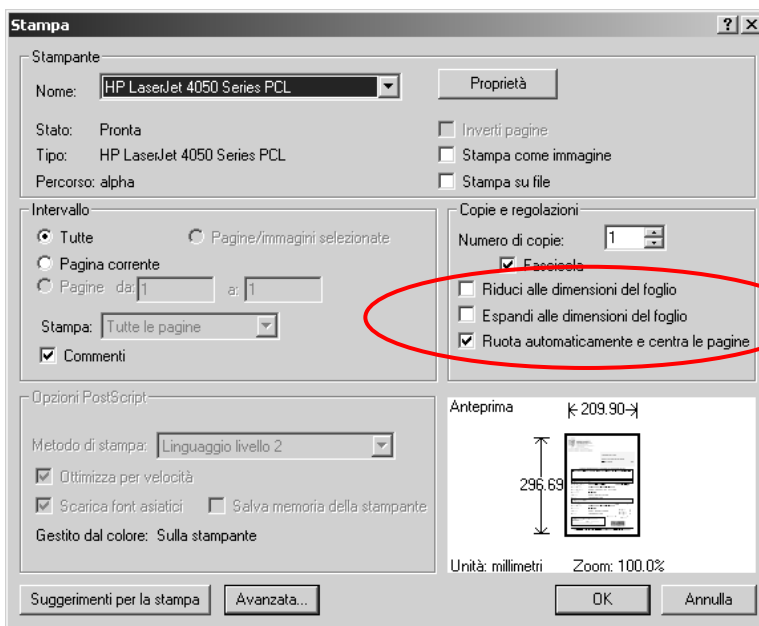 Stampa
Stampante
Nome: HP LaserJet 4050 Series PCL Proprietà
Stato: Pronta Inverti pagine
Tipo: HP LaserJet 4050 Series PCL Stampa come immagine
Percorso: alpha Stampa su file
Intervallo
Tutte Pagine/immagini selezionate
Pagina corrente
Pagine da: 1 a: 1
Stampa: Tutte le pagine
Commenti
Copie e regolazioni
Numero di copie: 1
Fascicola
Riduci alle dimensioni del foglio
Espandi alle dimensioni del foglio
Ruota automaticamente e centra le pagine
Opzioni PostScript
Metodo di stampa: Linguaggio livello 2
Ottimizza per velocità
Scarica font asiatici Salva memoria della stampante
Gestito dal colore: Sulla stampante
Anteprima 209.90
296.69
Unità: millimetri Zoom: 100.0%
Suggerimenti per la stampa Avanzata... OK Annulla